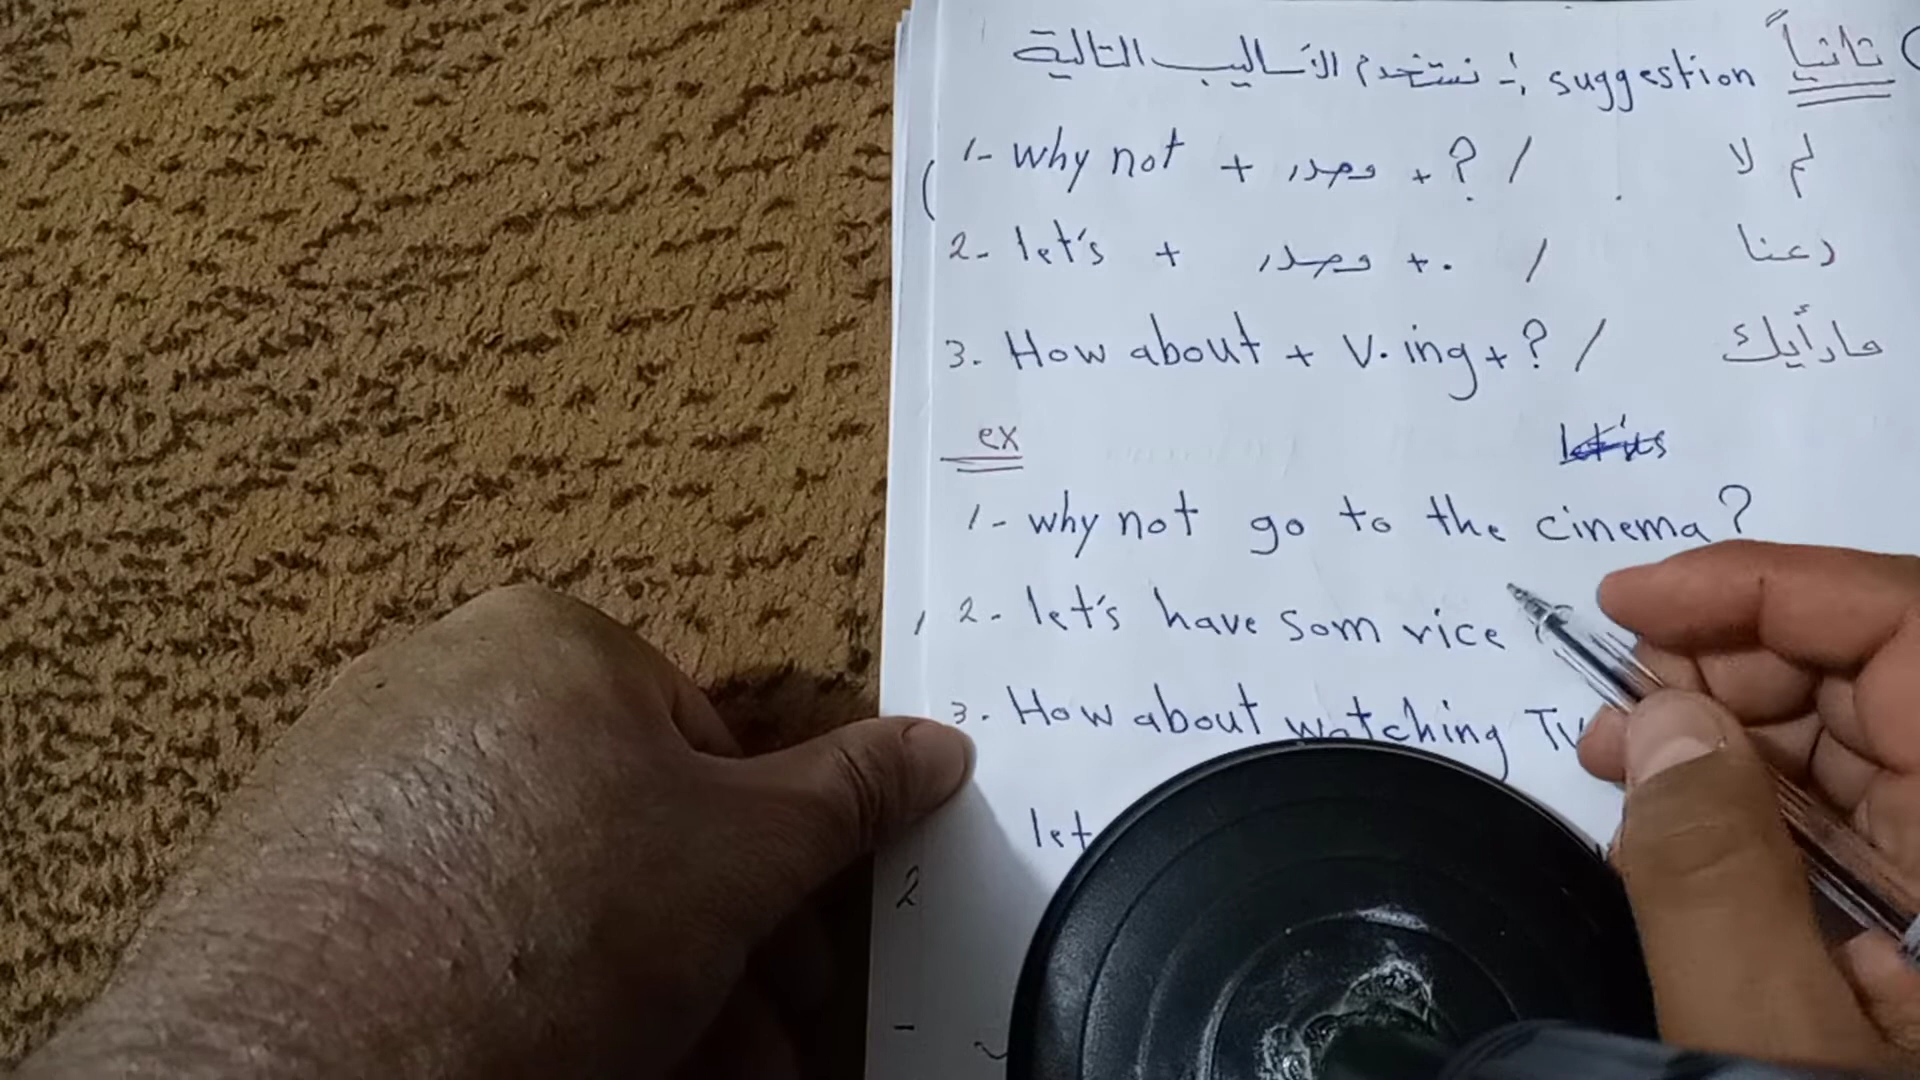 ثانياً suggestion :- نستخدم الأساليب التالية
1- why not + مصدر + ? / لم لا
2- let's + مصدر + . / دعنا
3. How about + V.ing + ? / ما رأيك
ex
1- why not go to the cinema?
2- let's have som rice
3. How about watching TV
let
2